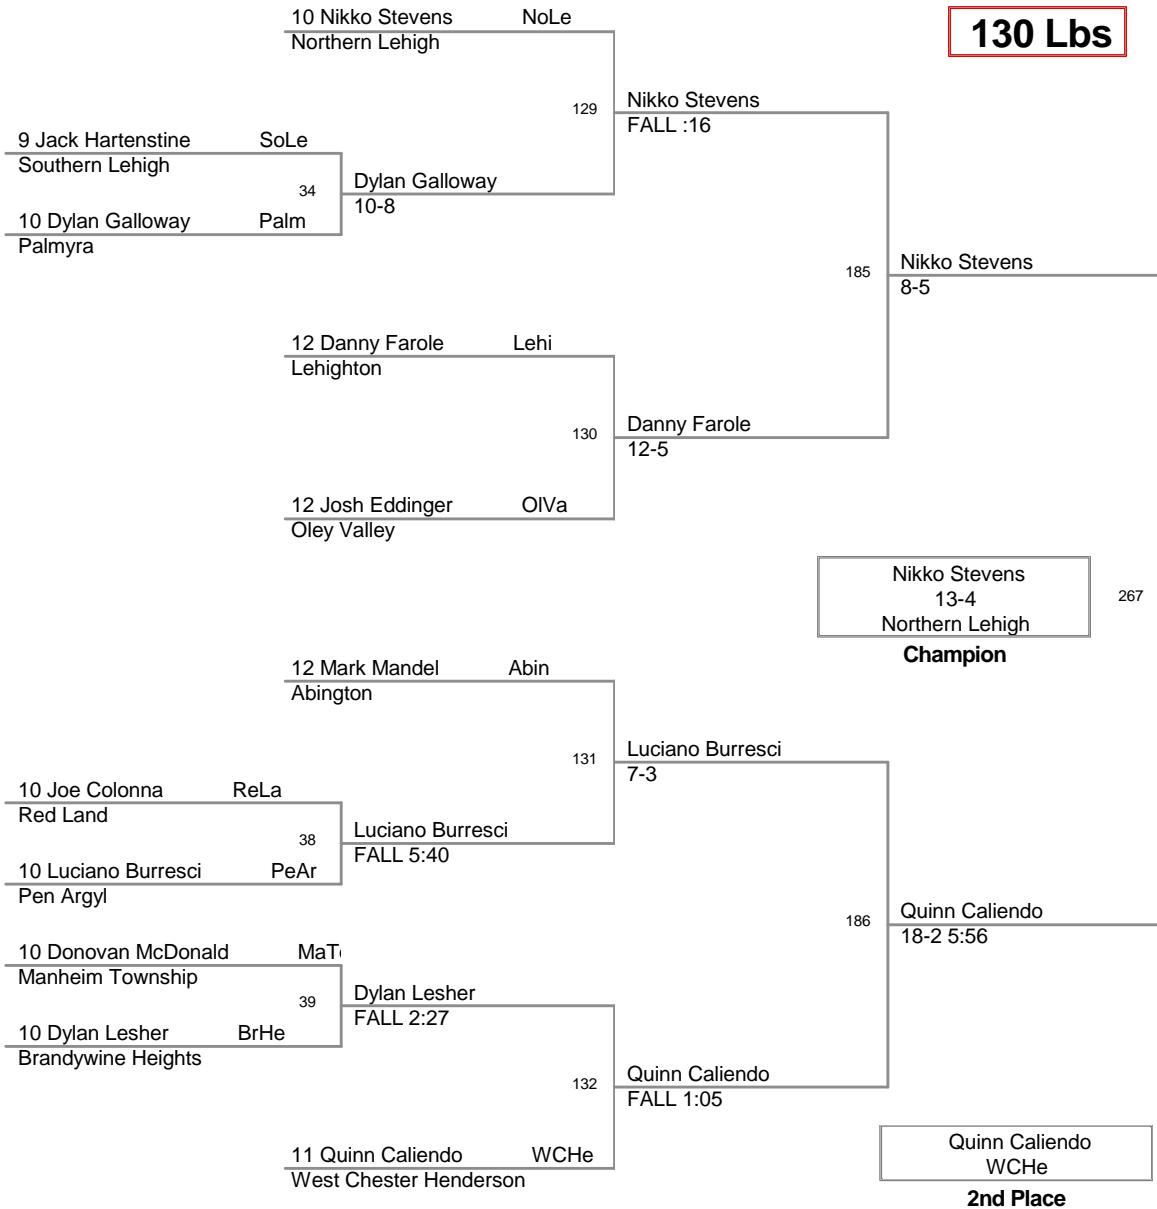 10 Nikko Stevens NoLe
Northern Lehigh
130 Lbs
129
Nikko Stevens
FALL :16
9 Jack Hartenstine SoLe
Southern Lehigh
34
Dylan Galloway
10-8
10 Dylan Galloway Palm
Palmyra
185
Nikko Stevens
8-5
12 Danny Farole Lehi
Lehighton
130
Danny Farole
12-5
12 Josh Eddinger OlVa
Oley Valley
Nikko Stevens
13-4
Northern Lehigh
267
Champion
12 Mark Mandel Abin
Abington
131
Luciano Burresci
7-3
10 Joe Colonna ReLa
Red Land
38
Luciano Burresci
FALL 5:40
10 Luciano Burresci PeAr
Pen Argyl
186
Quinn Caliendo
18-2 5:56
10 Donovan McDonald MaT
Manheim Township
39
Dylan Lesher
FALL 2:27
10 Dylan Lesher BrHe
Brandywine Heights
132
Quinn Caliendo
FALL 1:05
11 Quinn Caliendo WCHe
West Chester Henderson
Quinn Caliendo
WCHe
2nd Place